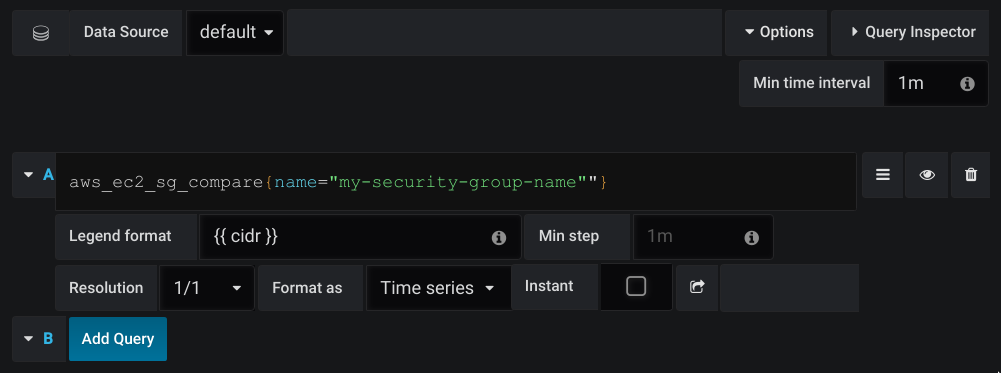 Data Source default Options Query Inspector
Min time interval 1m
A aws_ec2_sg_compare{name="my-security-group-name""}
Legend format {{ cidr }} Min step 1m
Resolution 1/1 Format as Time series Instant
B Add Query